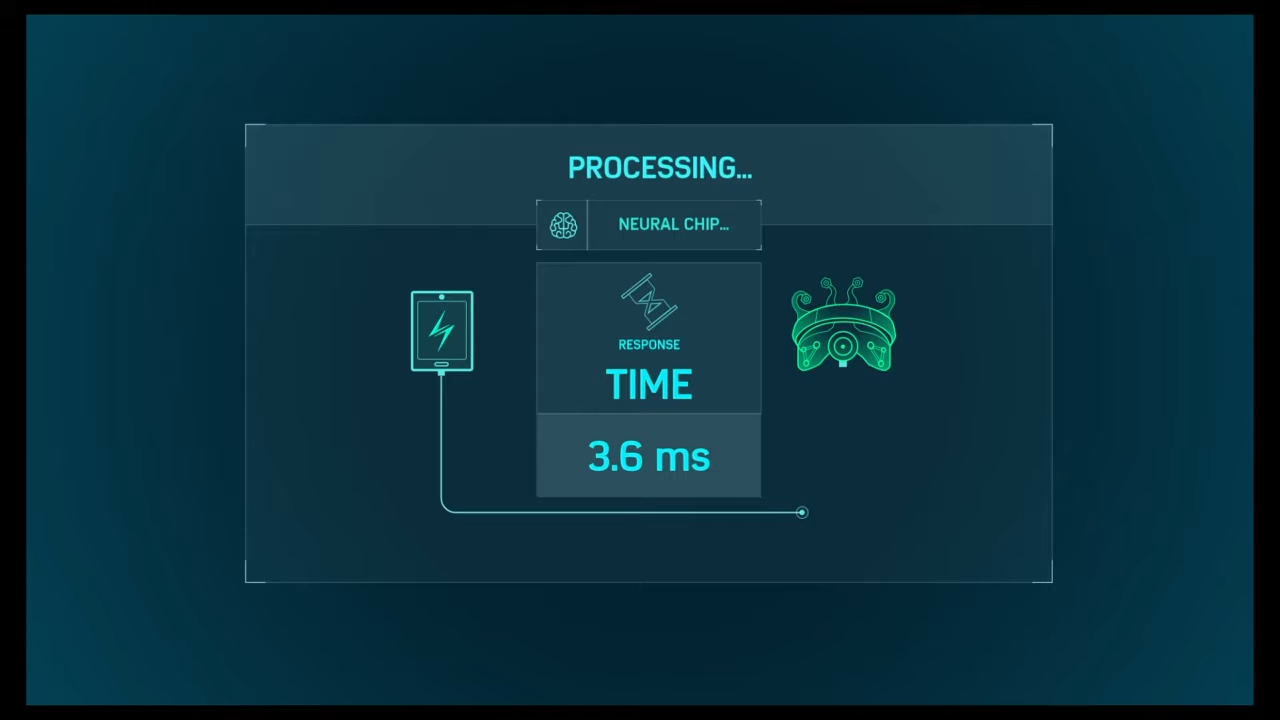 PROCESSING...
NEURAL CHIP...
RESPONSE
TIME
3.6 ms